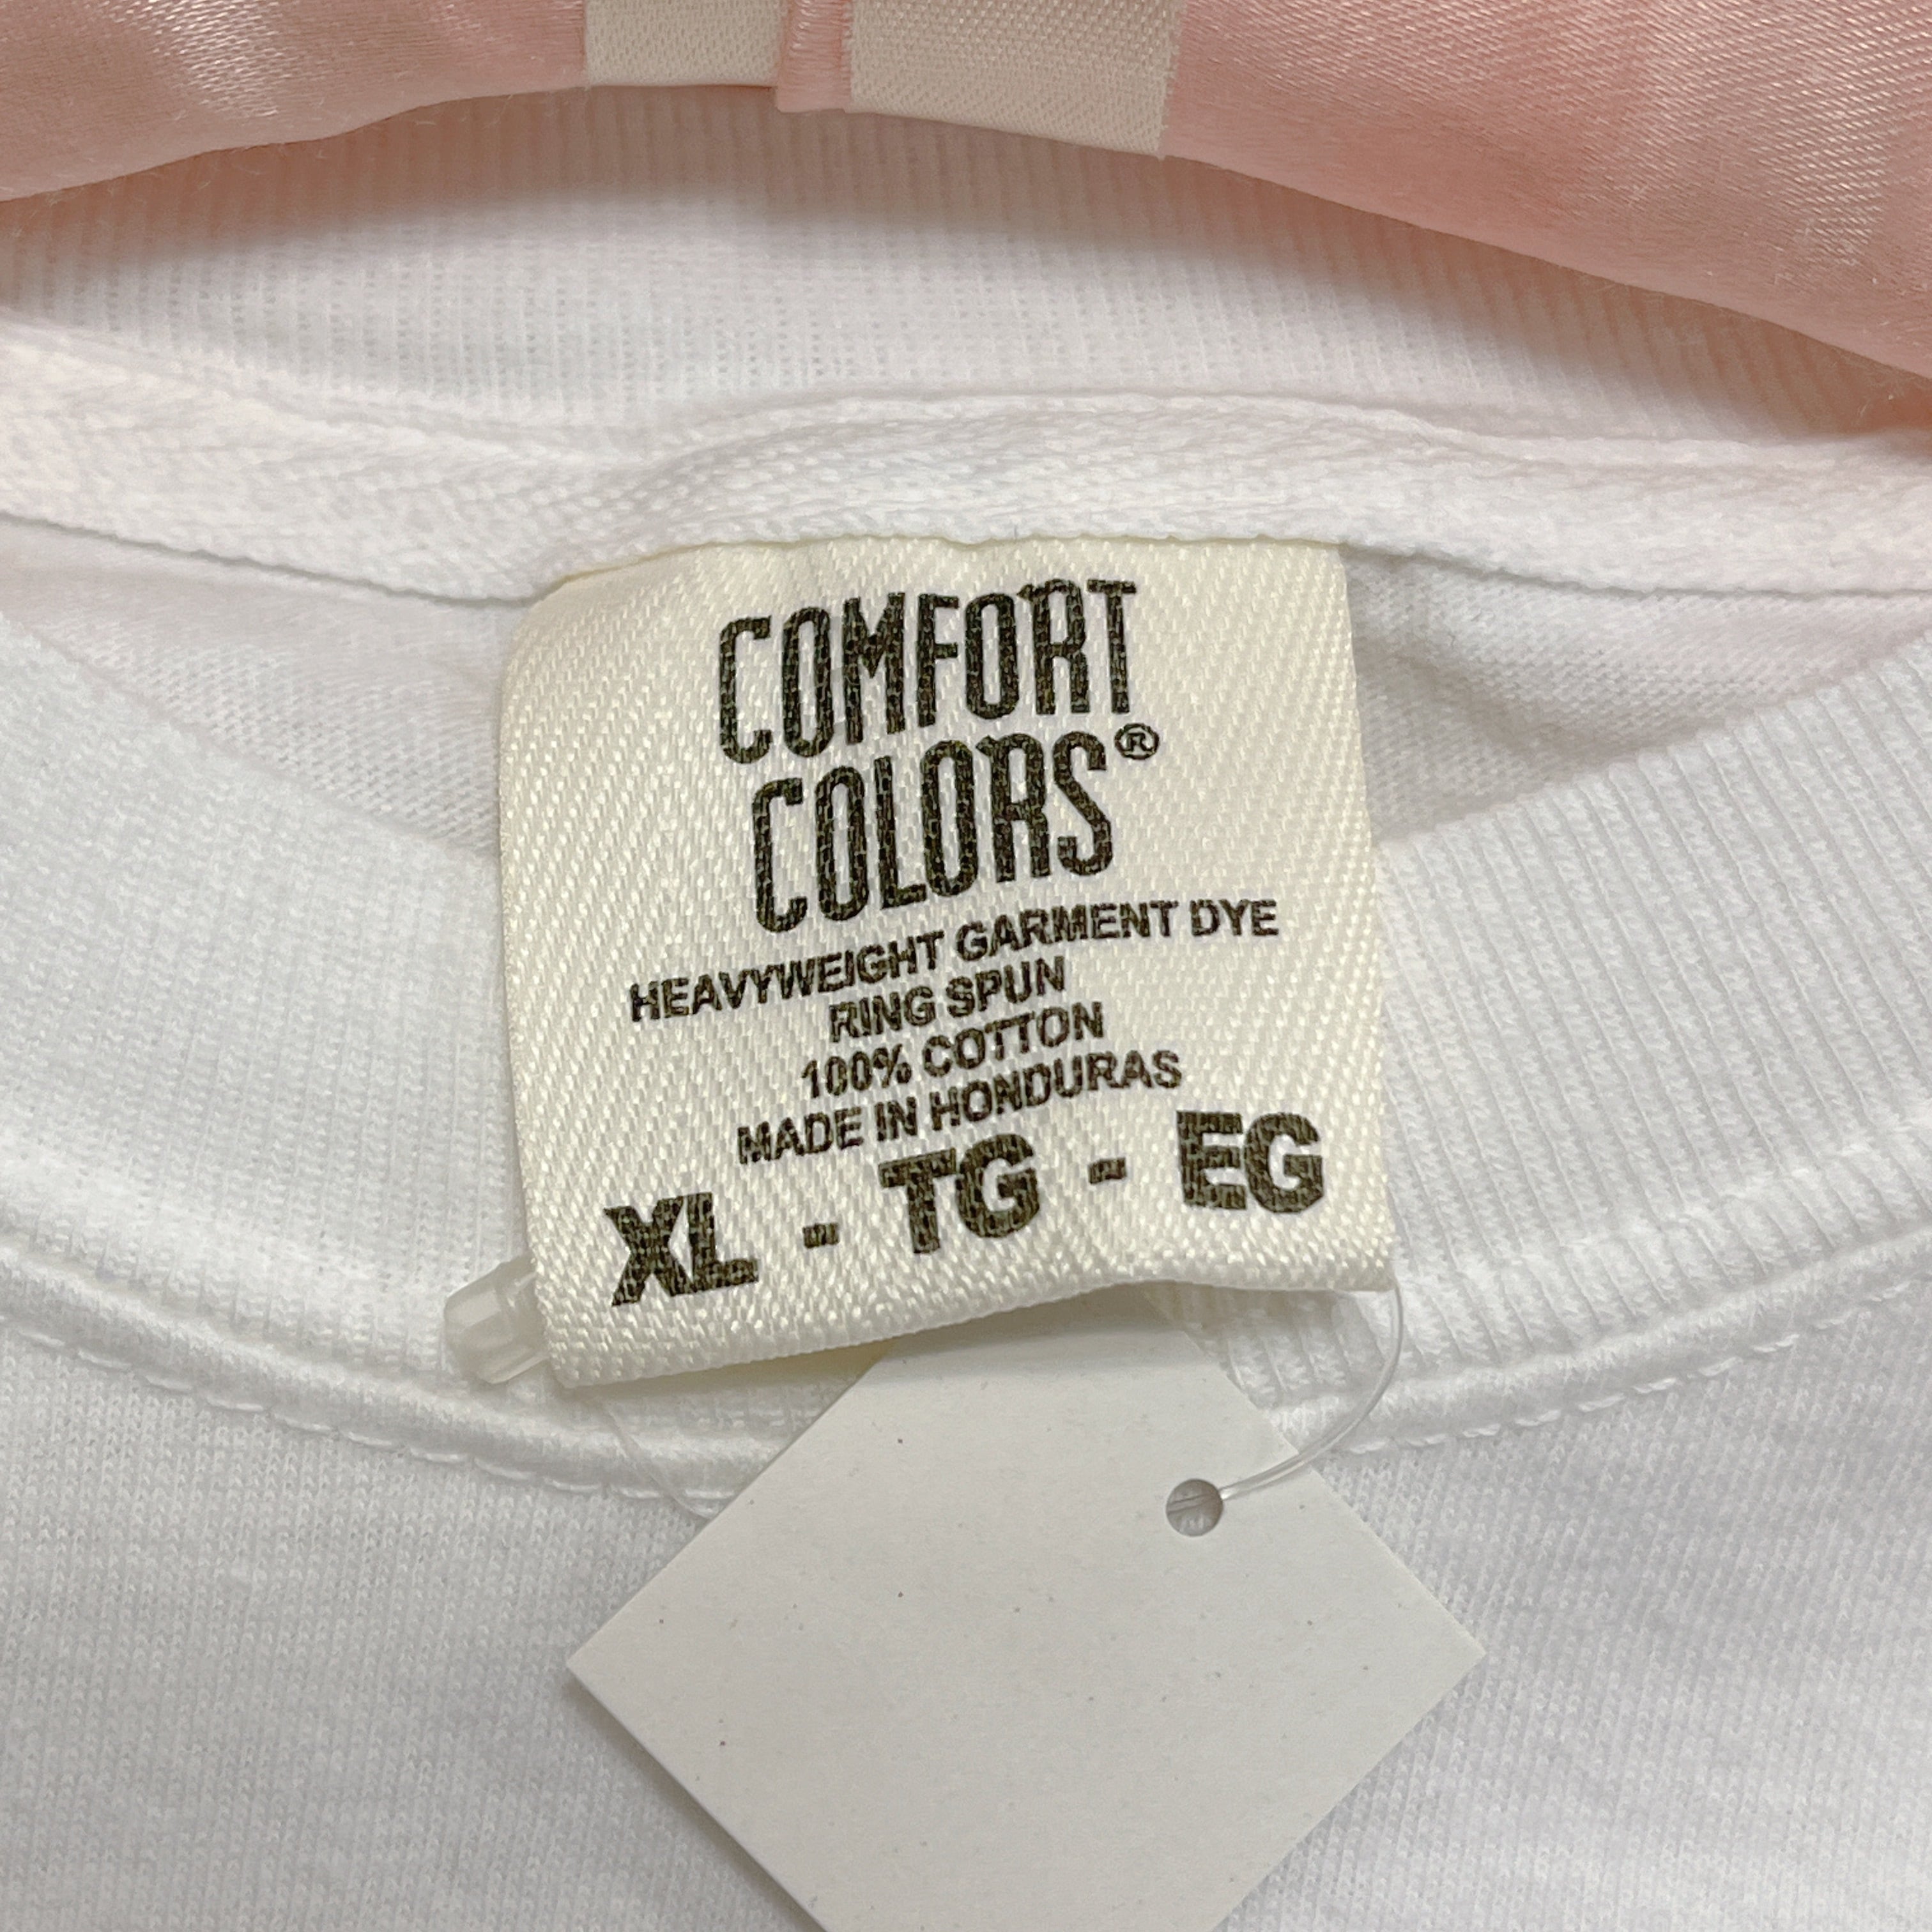 COMFORT
COLORS®
HEAVYWEIGHT GARMENT DYE
RING SPUN
100% COTTON
MADE IN HONDURAS
XL - TG - EG